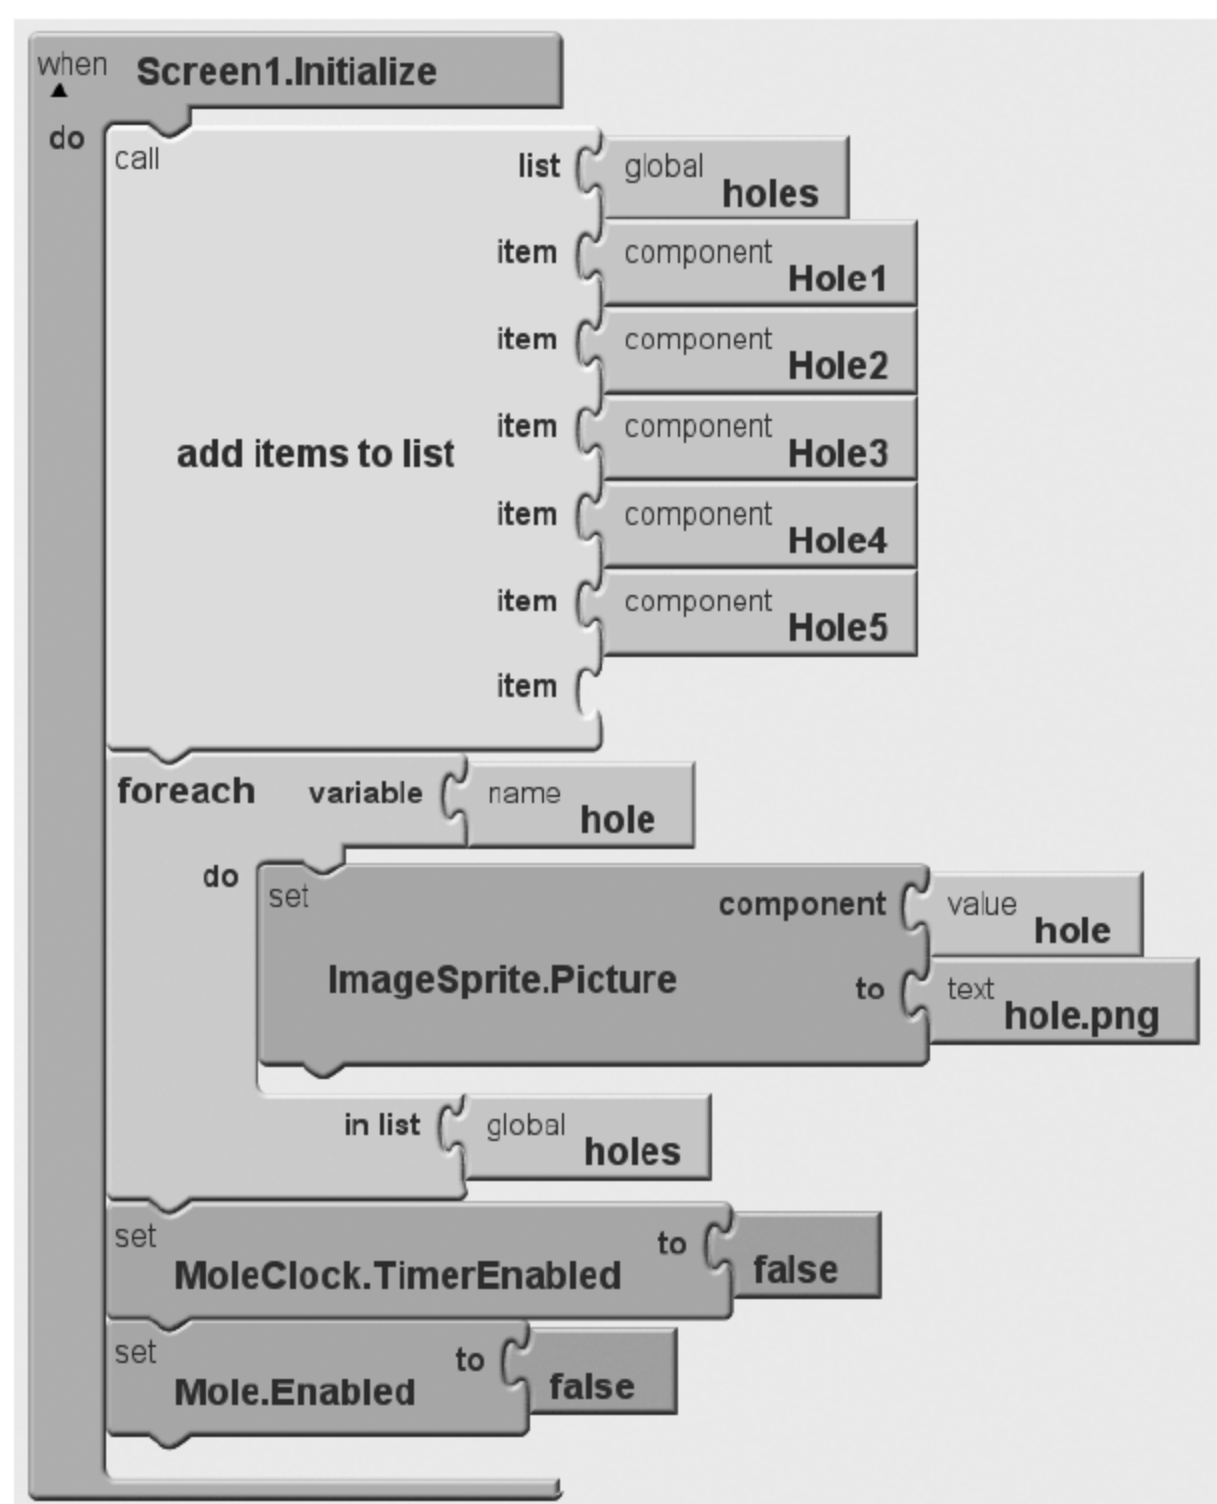 when Screen1.Initialize
do
call list global holes
item component Hole1
item component Hole2
add items to list item component Hole3
item component Hole4
item component Hole5
item
foreach variable name hole
do set component value hole
ImageSprite.Picture to text hole.png
in list global holes
set MoleClock.TimerEnabled to false
set Mole.Enabled to false